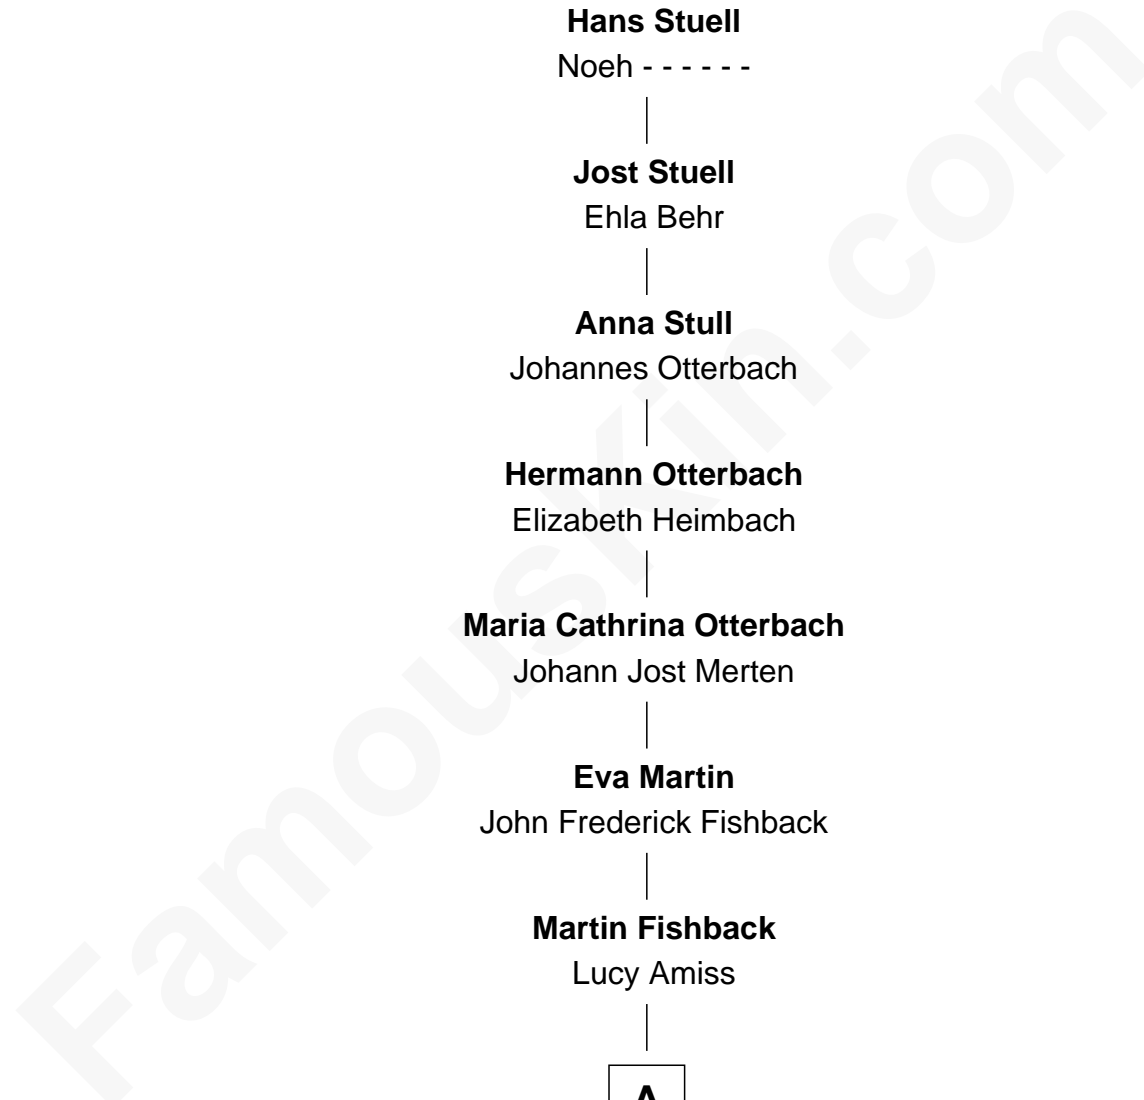 Hans Stuell
Noeh - - - - - -
Jost Stuell
Ehla Behr
Anna Stull
Johannes Otterbach
Hermann Otterbach
Elizabeth Heimbach
Maria Cathrina Otterbach
Johann Jost Merten
Eva Martin
John Frederick Fishback
Martin Fishback
Lucy Amiss
A
FamousKin.com